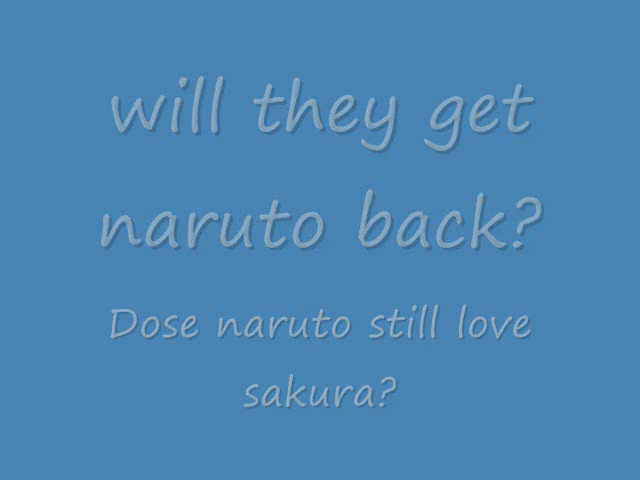 will they get
naruto back?
Dose naruto still love
sakura?